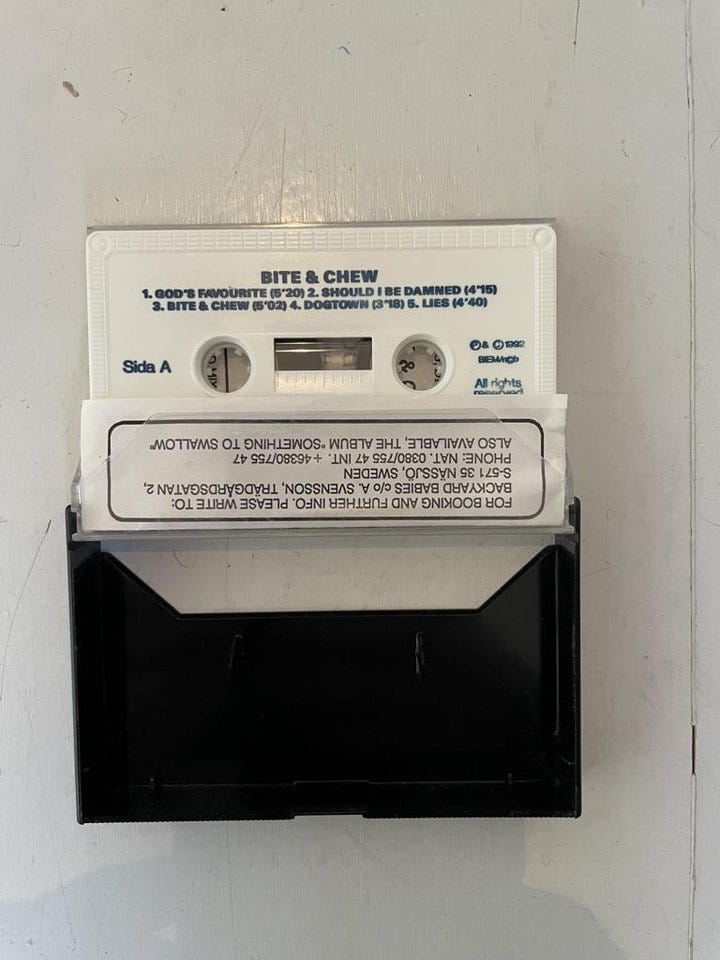 BITE & CHEW
1. GOD'S FAVOURITE (5'20) 2. SHOULD I BE DAMNED (4'15)
3. BITE & CHEW (5'02) 4. DOGTOWN (3'18) 5. LIES (4'40)
Sida A
℗ & © 1992
BIEM/ncb
All rights
reserved
FOR BOOKING AND FURTHER INFO. PLEASE WRITE TO:
BACKYARD BABIES c/o A. SVENSSON, TRÄDGÅRDSGATAN 2,
S-571 35 NÄSSJÖ, SWEDEN
PHONE: NAT. 0380/755 47 INT. + 46380/755 47
ALSO AVAILABLE, THE ALBUM "SOMETHING TO SWALLOW"